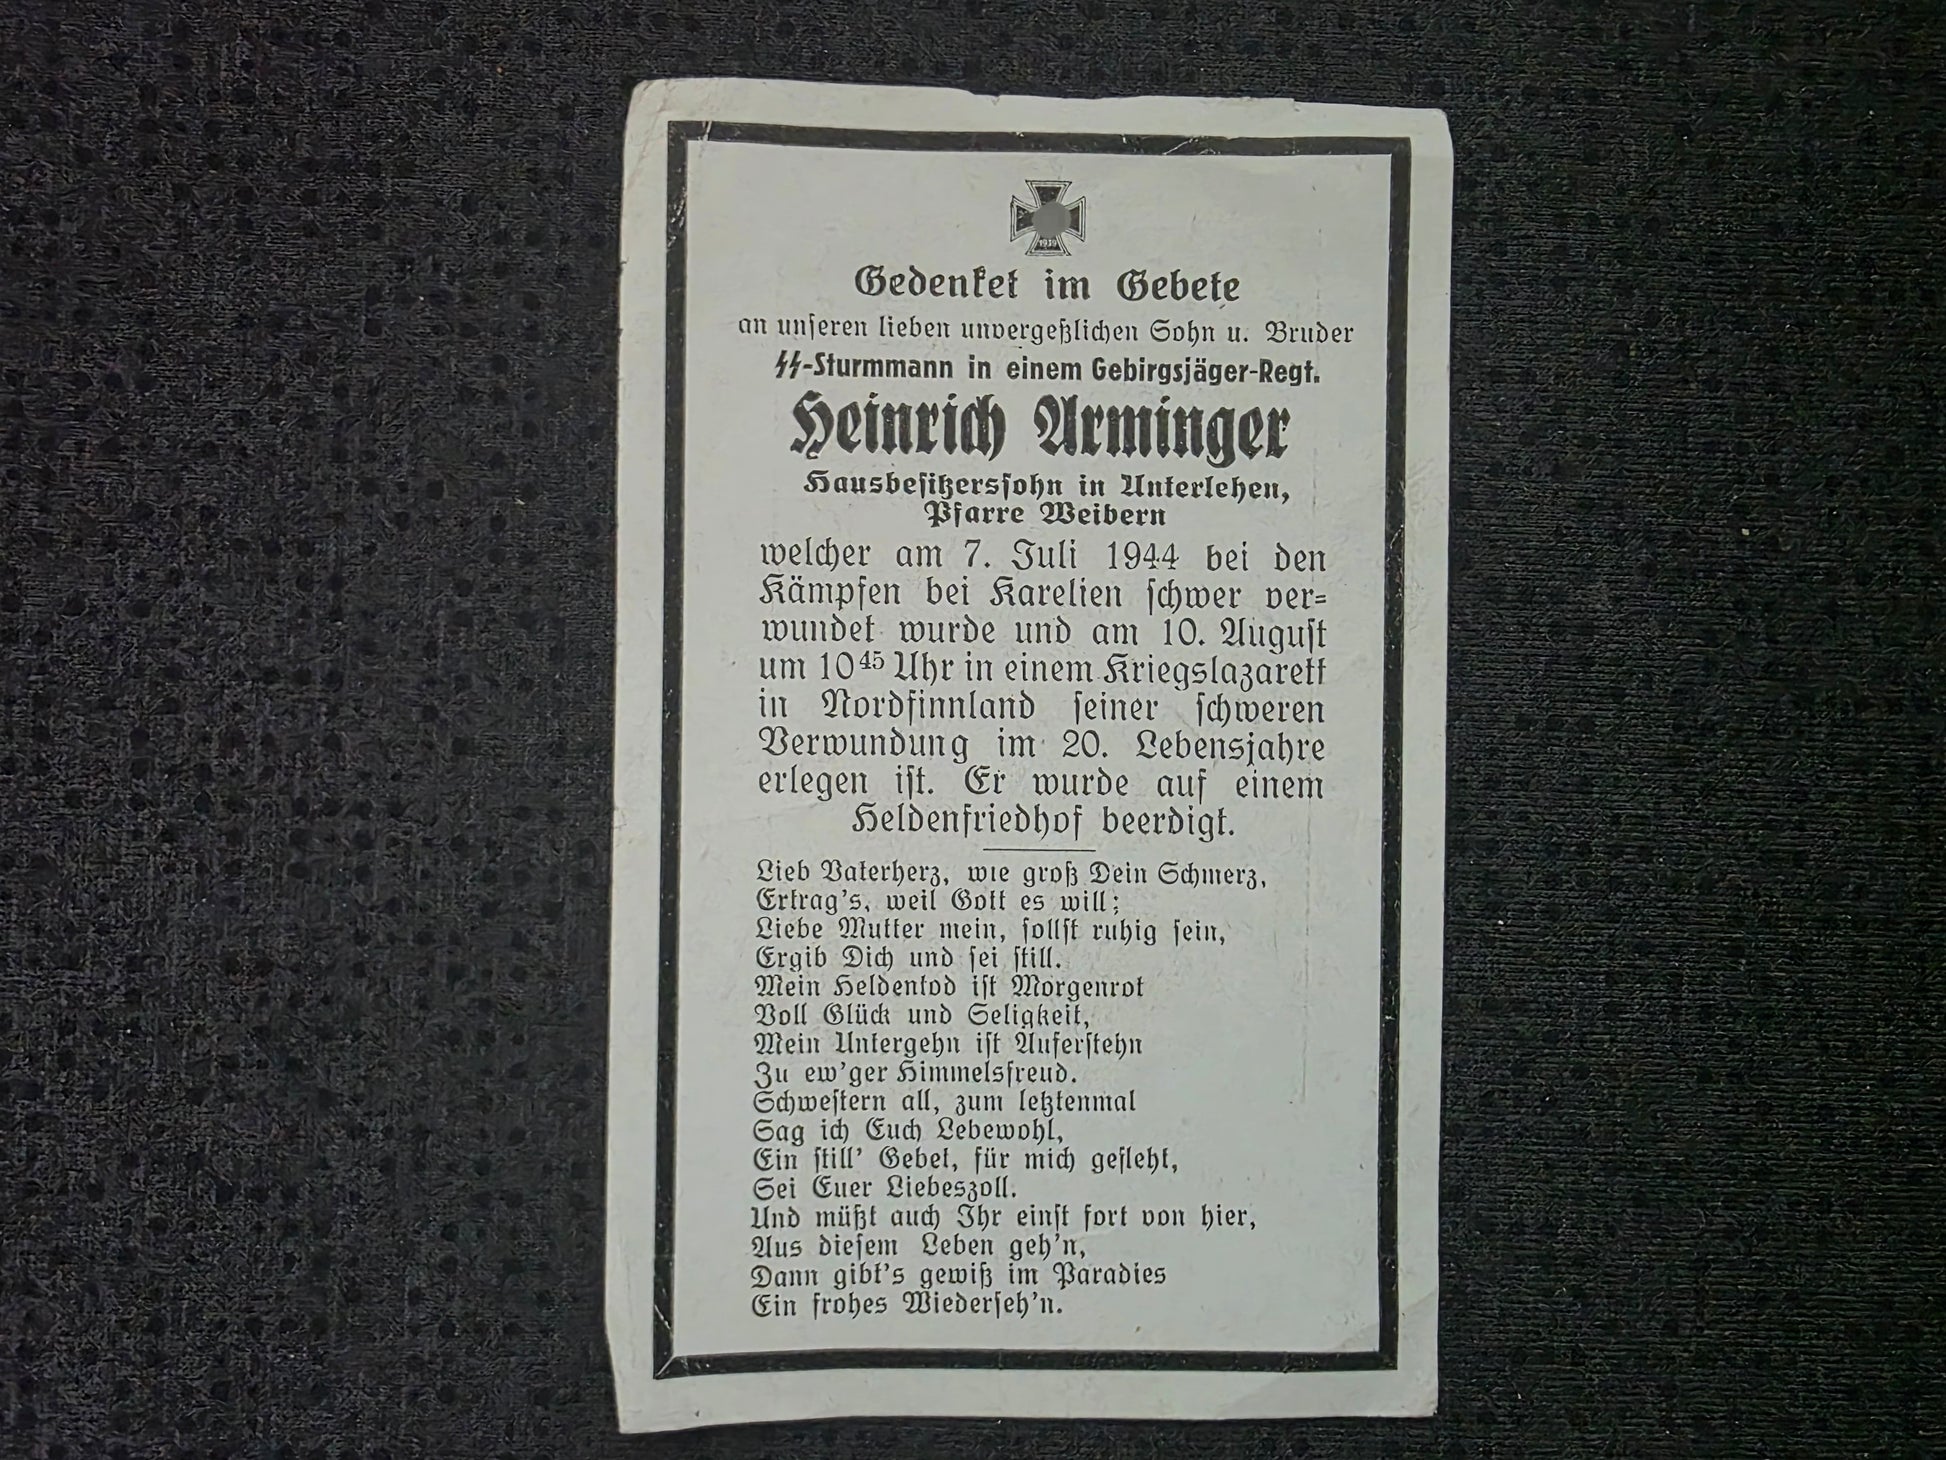 1939
Gedenket im Gebete
an unseren lieben unvergeßlichen Sohn u. Bruder
ϟϟ-Sturmmann in einem Gebirgsjäger-Regt.
Heinrich Arminger
Hausbesitzerssohn in Unterlehen,
Pfarre Weibern
welcher am 7. Juli 1944 bei den
Kämpfen bei Karelien schwer ver=
wundet wurde und am 10. August
um 10⁴⁵ Uhr in einem Kriegslazarett
in Nordfinnland seiner schweren
Verwundung im 20. Lebensjahre
erlegen ist. Er wurde auf einem
Heldenfriedhof beerdigt.
Lieb Vaterherz, wie groß Dein Schmerz,
Ertrag's, weil Gott es will;
Liebe Mutter mein, sollst ruhig sein,
Ergib Dich und sei still.
Mein Heldentod ist Morgenrot
Voll Glück und Seligkeit,
Mein Untergehn ist Auferstehn
Zu ew'ger Himmelsfreud.
Schwestern all, zum letztenmal
Sag ich Euch Lebewohl,
Ein still' Gebet, für mich gefleht,
Sei Euer Liebeszoll.
Und müßt auch Ihr einst fort von hier,
Aus diesem Leben geh'n,
Dann gibt's gewiß im Paradies
Ein frohes Wiederseh'n.